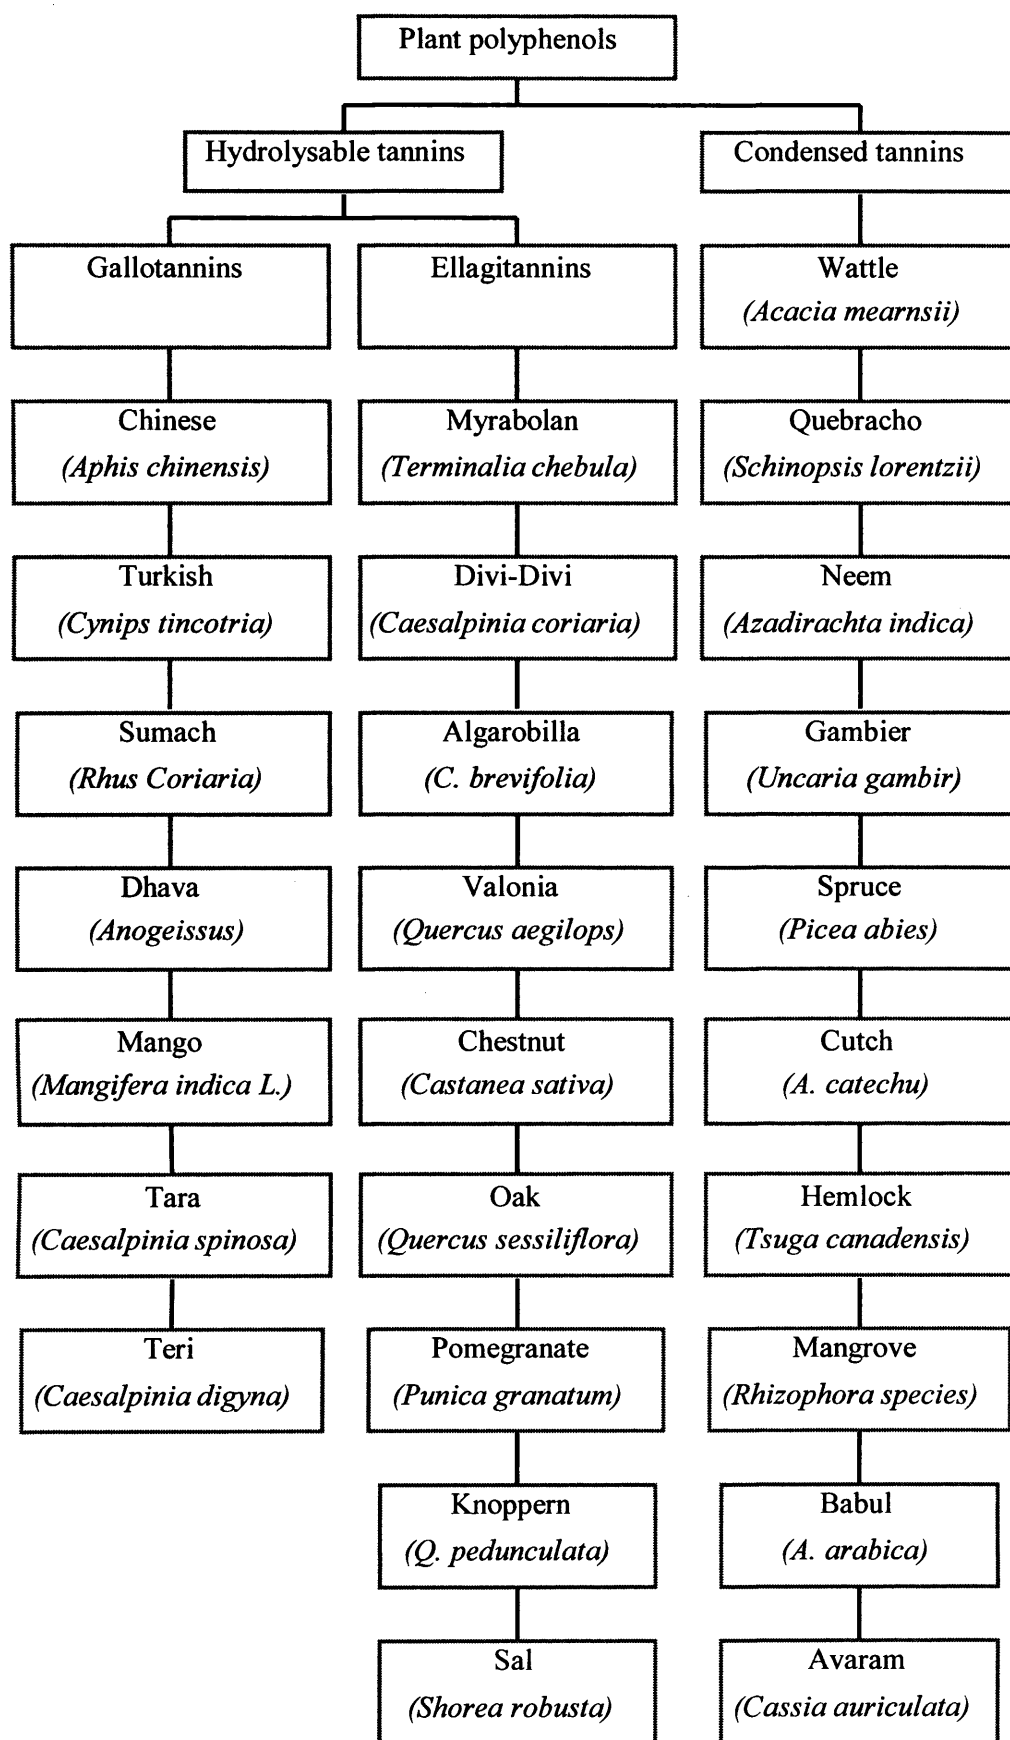 Plant polyphenols
Hydrolysable tannins
Condensed tannins
Gallotannins
Ellagitannins
Wattle
(Acacia mearnsii)
Chinese
(Aphis chinensis)
Myrabolan
(Terminalia chebula)
Quebracho
(Schinopsis lorentzii)
Turkish
(Cynips tincotria)
Divi-Divi
(Caesalpinia coriaria)
Neem
(Azadirachta indica)
Sumach
(Rhus Coriaria)
Algarobilla
(C. brevifolia)
Gambier
(Uncaria gambir)
Dhava
(Anogeissus)
Valonia
(Quercus aegilops)
Spruce
(Picea abies)
Mango
(Mangifera indica L.)
Chestnut
(Castanea sativa)
Cutch
(A. catechu)
Tara
(Caesalpinia spinosa)
Oak
(Quercus sessiliflora)
Hemlock
(Tsuga canadensis)
Teri
(Caesalpinia digyna)
Pomegranate
(Punica granatum)
Mangrove
(Rhizophora species)
Knoppern
(Q. pedunculata)
Babul
(A. arabica)
Sal
(Shorea robusta)
Avaram
(Cassia auriculata)